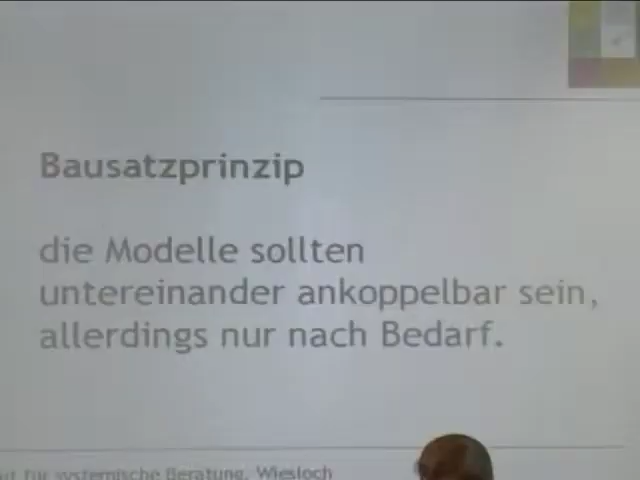 Bausatzprinzip
die Modelle sollten
untereinander ankoppelbar sein,
allerdings nur nach Bedarf.
für systemische Beratung, Wiesloch